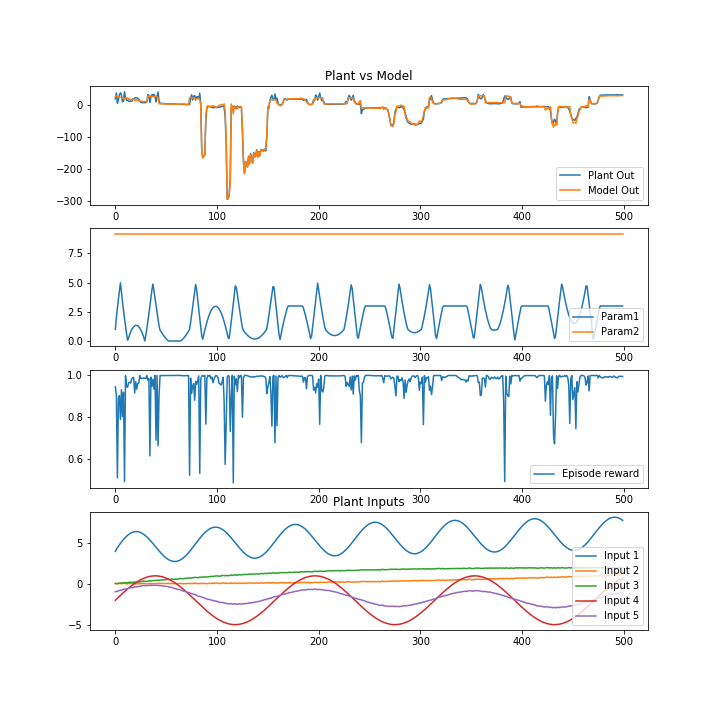 Plant vs Model
0
−100
−200
−300
Plant Out
Model Out
0 100 200 300 400 500
7.5
5.0
2.5
0.0
Param1
Param2
0 100 200 300 400 500
1.0
0.8
0.6
Episode reward
0 100 200 300 400 500
Plant Inputs
5
0
−5
Input 1
Input 2
Input 3
Input 4
Input 5
0 100 200 300 400 500